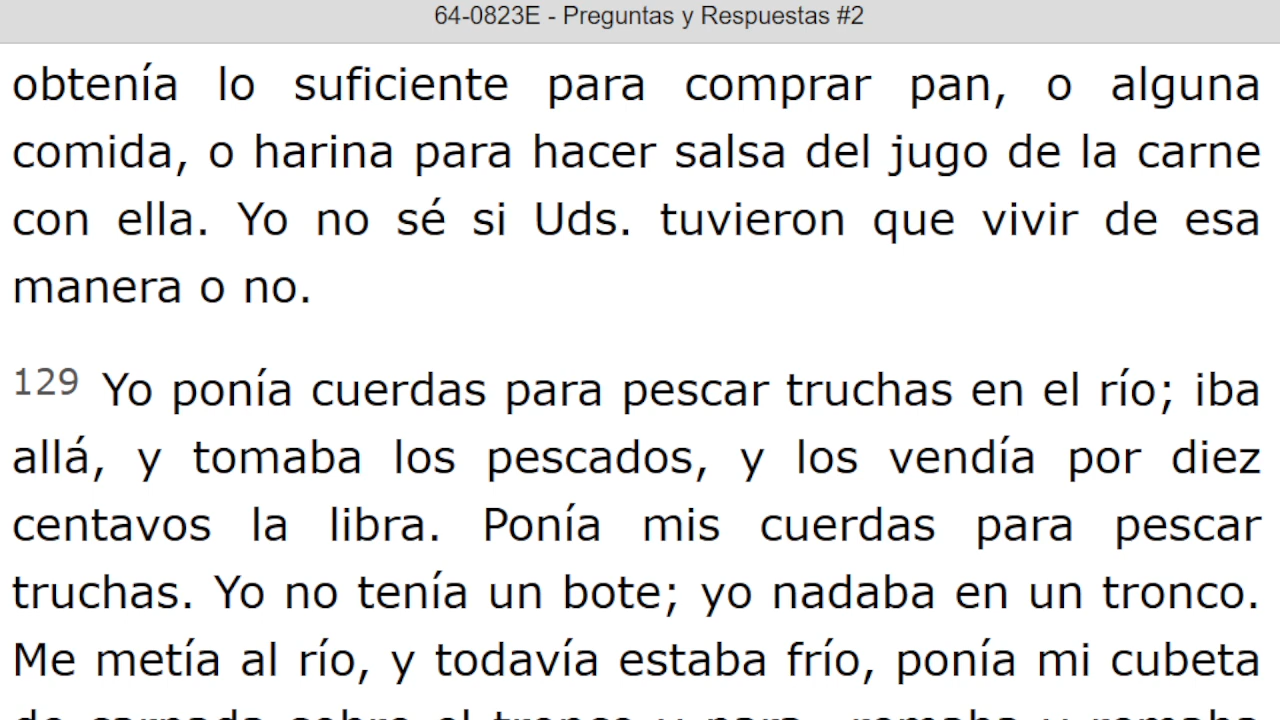 64-0823E - Preguntas y Respuestas #2
obtenía lo suficiente para comprar pan, o alguna
comida, o harina para hacer salsa del jugo de la carne
con ella. Yo no sé si Uds. tuvieron que vivir de esa
manera o no.
129 Yo ponía cuerdas para pescar truchas en el río; iba
allá, y tomaba los pescados, y los vendía por diez
centavos la libra. Ponía mis cuerdas para pescar
truchas. Yo no tenía un bote; yo nadaba en un tronco.
Me metía al río, y todavía estaba frío, ponía mi cubeta